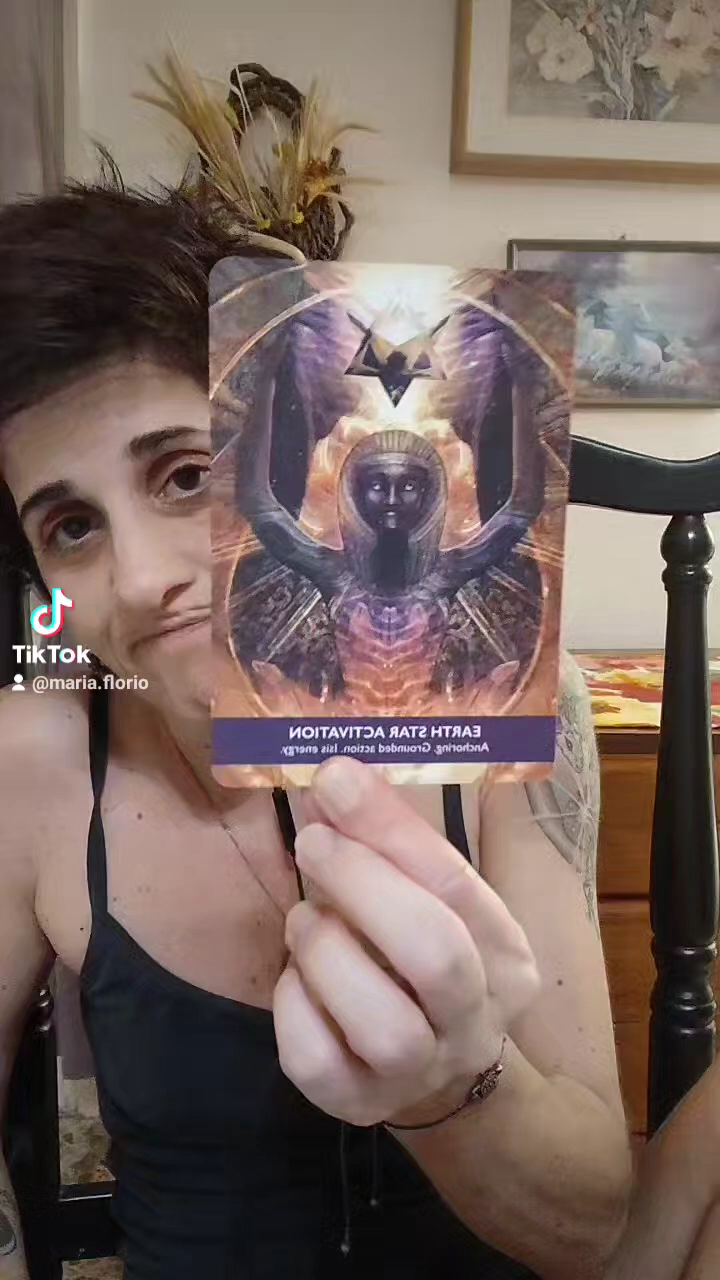 EARTH STAR ACTIVATION
Anchoring. Grounded action. Isis energy.
TikTok
@maria.florio